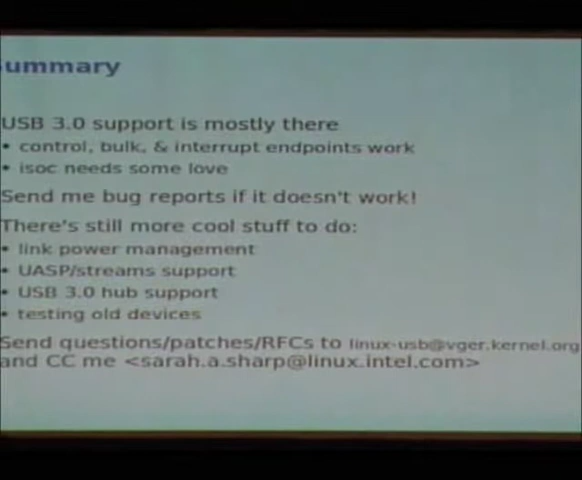 ummary
USB 3.0 support is mostly there
• control, bulk, & interrupt endpoints work
• isoc needs some love
Send me bug reports if it doesn't work!
There's still more cool stuff to do:
• link power management
• UASP/streams support
• USB 3.0 hub support
• testing old devices
Send questions/patches/RFCs to linux-usb@vger.kernel.org
and CC me <sarah.a.sharp@linux.intel.com>